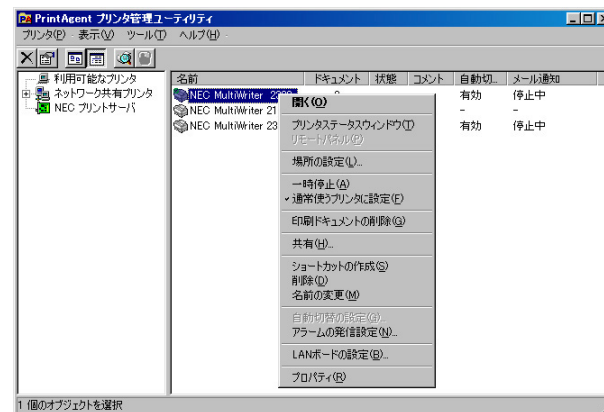 PrintAgent プリンタ管理ユーティリティ
プリンタ(P) 表示(V) ツール(T) ヘルプ(H)
利用可能なプリンタ
ネットワーク共有プリンタ
NEC プリントサーバ
名前 ドキュメント 状態 コメント 自動切.. メール通知
NEC MultiWriter 有効 停止中
NEC MultiWriter 21 - -
NEC MultiWriter 23 有効 停止中
開く(O)
プリンタステータスウィンドウ(T)
リモートパネル(P)
場所の設定(L)...
一時停止(A)
通常使うプリンタに設定(F)
印刷ドキュメントの削除(G)
共有(H)...
ショートカットの作成(S)
削除(D)
名前の変更(M)
自動切替の設定(G)...
アラームの発信設定(N)...
LANボードの設定(B)...
プロパティ(R)
1 個のオブジェクトを選択